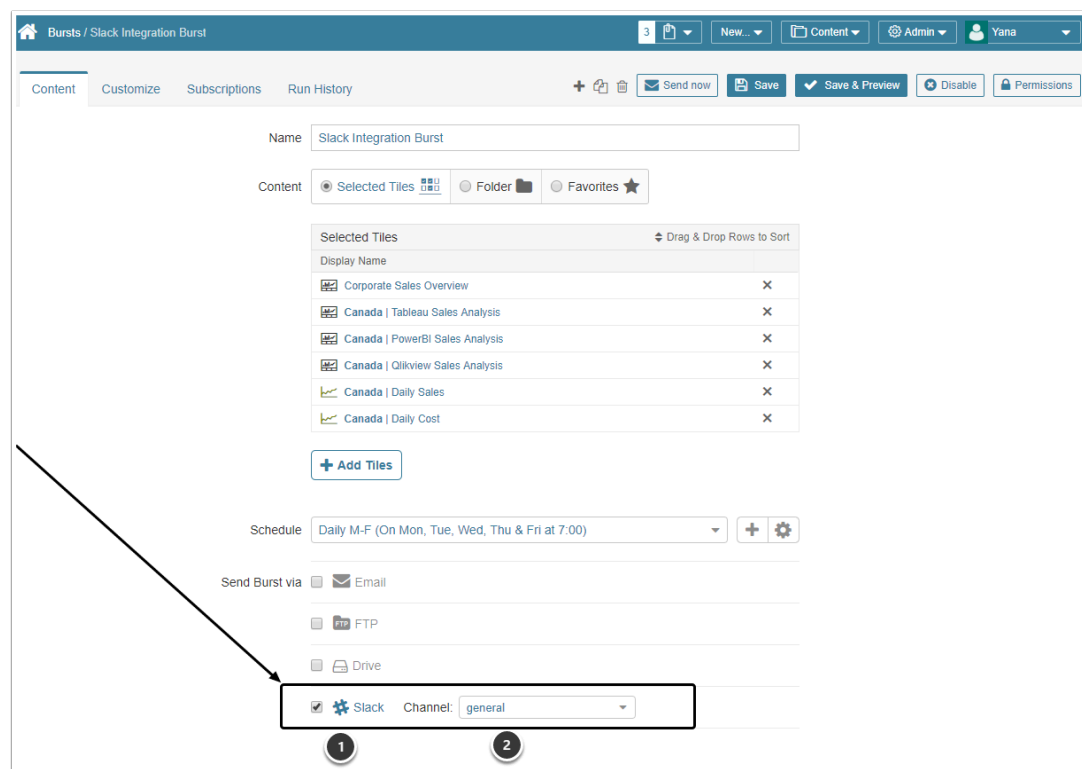 Bursts / Slack Integration Burst 3 New... Content Admin Yana
Content Customize Subscriptions Run History Send now Save Save & Preview Disable Permissions
Name Slack Integration Burst
Content Selected Tiles Folder Favorites
Selected Tiles Drag & Drop Rows to Sort
Display Name
Corporate Sales Overview
Canada | Tableau Sales Analysis
Canada | PowerBI Sales Analysis
Canada | Qlikview Sales Analysis
Canada | Daily Sales
Canada | Daily Cost
Add Tiles
Schedule Daily M-F (On Mon, Tue, Wed, Thu & Fri at 7:00)
Send Burst via Email
FTP FTP
Drive
Slack Channel: general
1 2